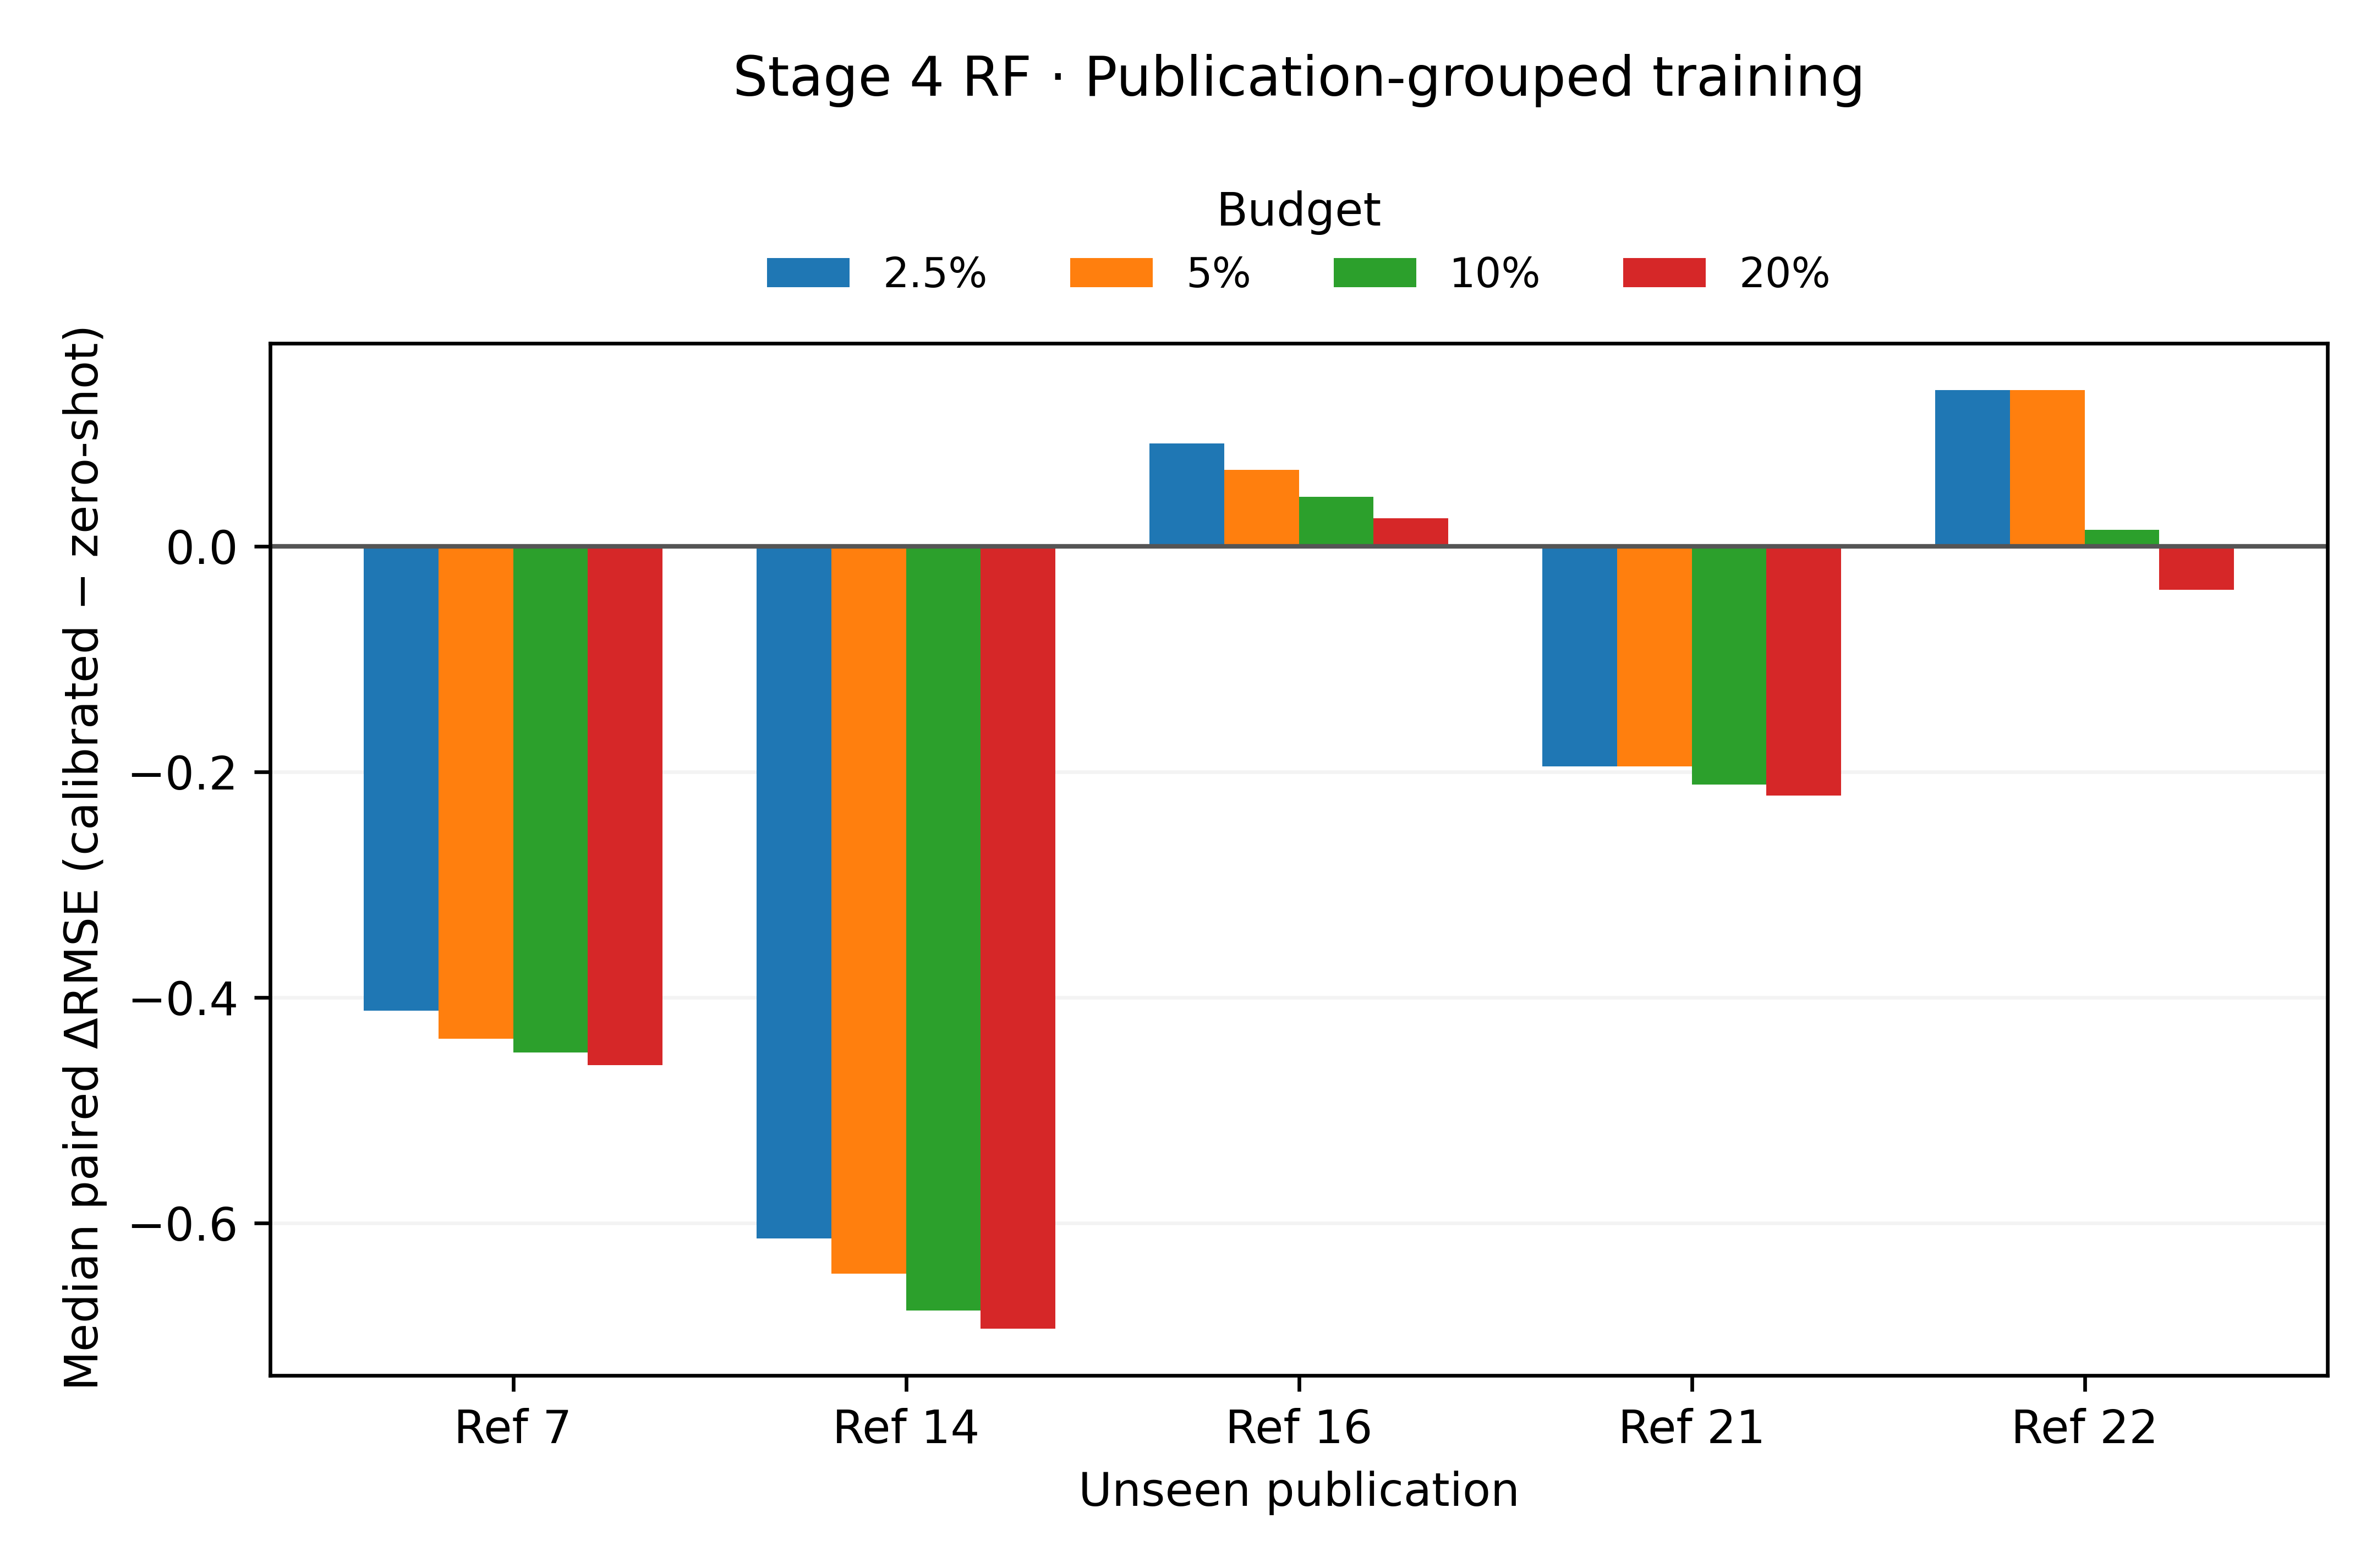 Stage 4 RF · Publication-grouped training
Budget
2.5% 5% 10% 20%
Median paired ΔRMSE (calibrated − zero-shot)
0.0
−0.2
−0.4
−0.6
Ref 7 Ref 14 Ref 16 Ref 21 Ref 22
Unseen publication